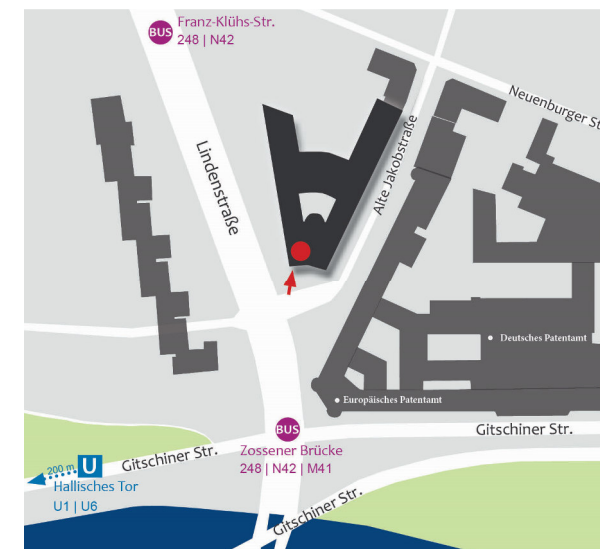 BUS
Franz-Klühs-Str.
248 | N42
Neuenburger St
Lindenstraße
Alte Jakobstraße
Deutsches Patentamt
Europäisches Patentamt
BUS
Gitschiner Str.
Zossener Brücke
248 | N42 | M41
Gitschiner Str.
200 m
U
Hallisches Tor
U1 | U6
Gitschiner Str.